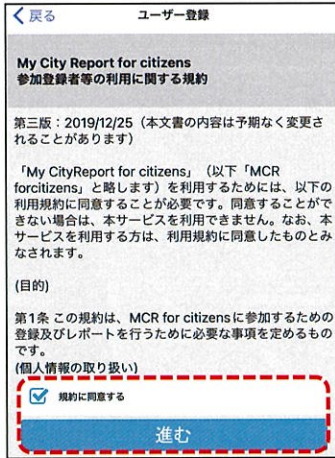 戻る
ユーザー登録
My City Report for citizens
参加登録者等の利用に関する規約
第三版：2019/12/25（本文書の内容は予期なく変更さ
れることがあります）
「My CityReport for citizens」（以下「MCR
forcitizens」と略します）を利用するためには、以下の
利用規約に同意することが必要です。同意することがで
きない場合は、本サービスを利用できません。なお、本
サービスを利用する方は、利用規約に同意したものとみ
なされます。
(目的)
第1条 この規約は、MCR for citizensに参加するための
登録及びレポートを行うために必要な事項を定めるもの
です。
(個人情報の取り扱い)
規約に同意する
進む